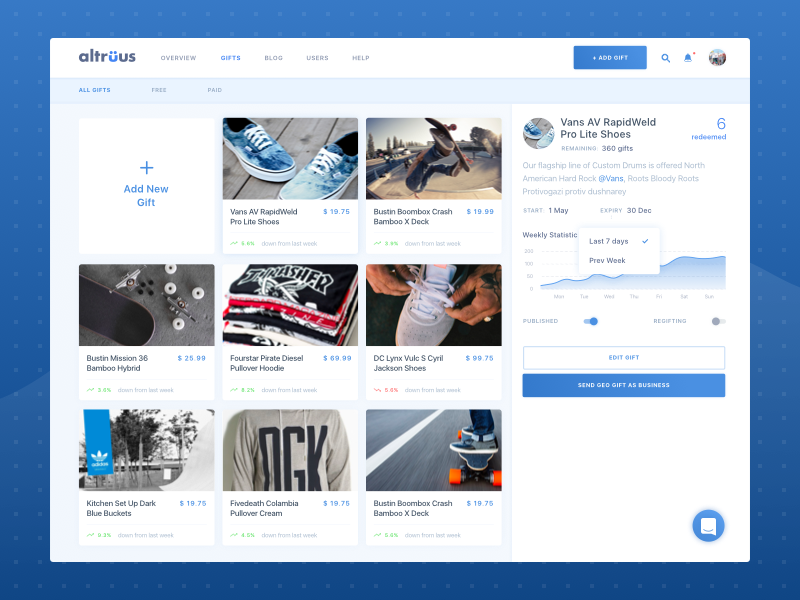 altrüus
OVERVIEW
GIFTS
BLOG
USERS
HELP
+ ADD GIFT
ALL GIFTS
FREE
PAID
+
Add New
Gift
Vans AV RapidWeld
Pro Lite Shoes
$ 19.75
5.6%
down from last week
Bustin Boombox Crash
Bamboo X Deck
$ 19.99
3.9%
down from last week
Bustin Mission 36
Bamboo Hybrid
$ 25.99
3.6%
down from last week
THRASHER
Fourstar Pirate Diesel
Pullover Hoodie
$ 69.99
8.2%
down from last week
DC Lynx Vulc S Cyril
Jackson Shoes
$ 99.75
5.6%
down from last week
adidas
Kitchen Set Up Dark
Blue Buckets
$ 19.75
9.3%
down from last week
DGK
Fivedeath Colambia
Pullover Cream
$ 19.75
4.5%
down from last week
Bustin Boombox Crash
Bamboo X Deck
$ 19.75
5.6%
down from last week
Vans AV RapidWeld
Pro Lite Shoes
6
redeemed
REMAINING: 360 gifts
Our flagship line of Custom Drums is offered North
American Hard Rock @Vans, Roots Bloody Roots
Protivogazi protiv dushnarey
START: 1 May
EXPIRY 30 Dec
Weekly Statistic
Last 7 days
Prev Week
200
100
50
0
Mon
Tue
Wed
Thu
Fri
Sat
Sun
PUBLISHED
REGIFTING
EDIT GIFT
SEND GEO GIFT AS BUSINESS